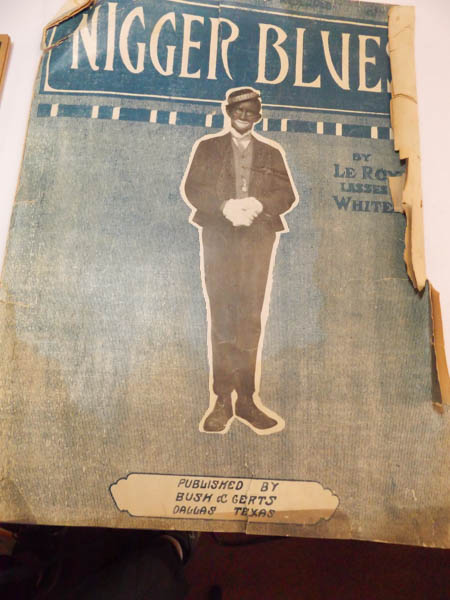 NIGGER BLUES
BY
LE ROY
LASSES
WHITE
PUBLISHED BY
BUSH & GERTS
DALLAS TEXAS